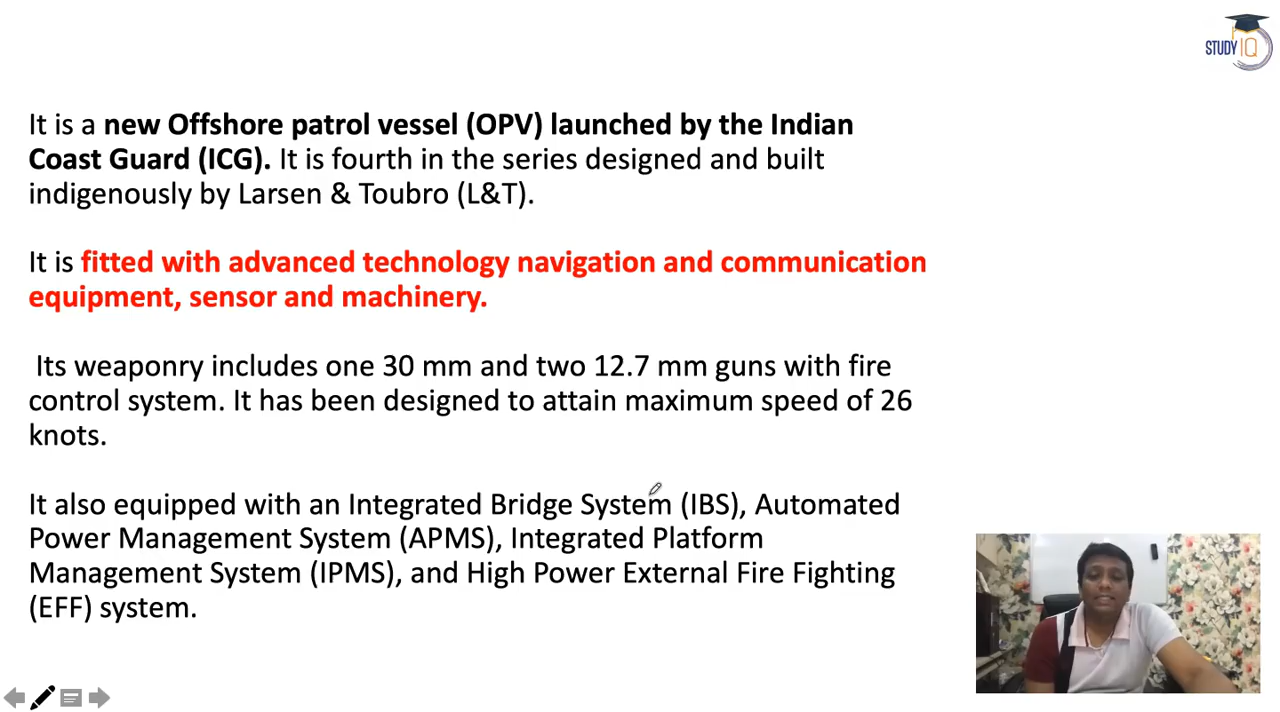 STUDY IQ
It is a new Offshore patrol vessel (OPV) launched by the Indian
Coast Guard (ICG). It is fourth in the series designed and built
indigenously by Larsen & Toubro (L&T).
It is fitted with advanced technology navigation and communication
equipment, sensor and machinery.
Its weaponry includes one 30 mm and two 12.7 mm guns with fire
control system. It has been designed to attain maximum speed of 26
knots.
It also equipped with an Integrated Bridge System (IBS), Automated
Power Management System (APMS), Integrated Platform
Management System (IPMS), and High Power External Fire Fighting
(EFF) system.